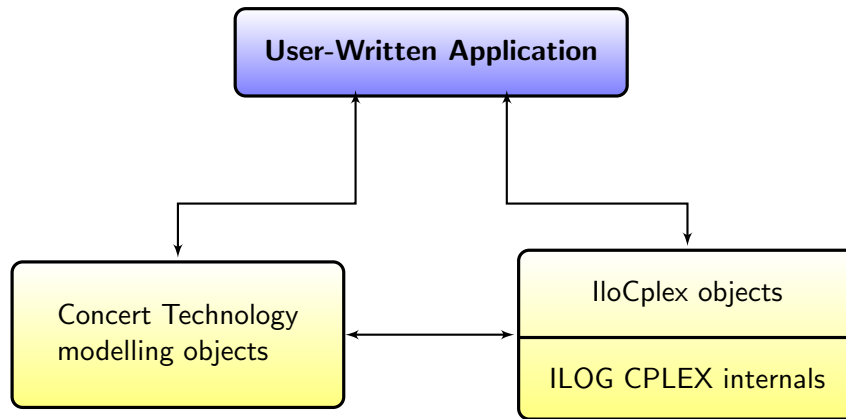 User-Written Application
Concert Technology
modelling objects
IloCplex objects
ILOG CPLEX internals